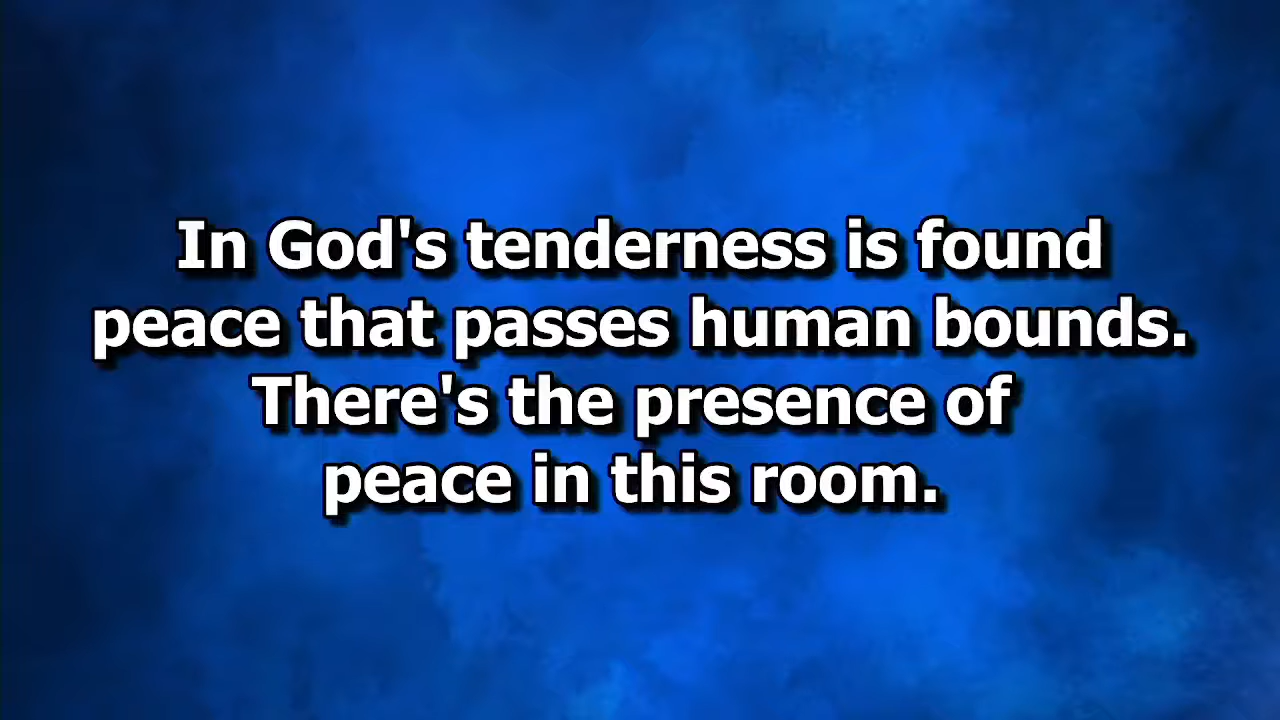 In God's tenderness is found
peace that passes human bounds.
There's the presence of
peace in this room.